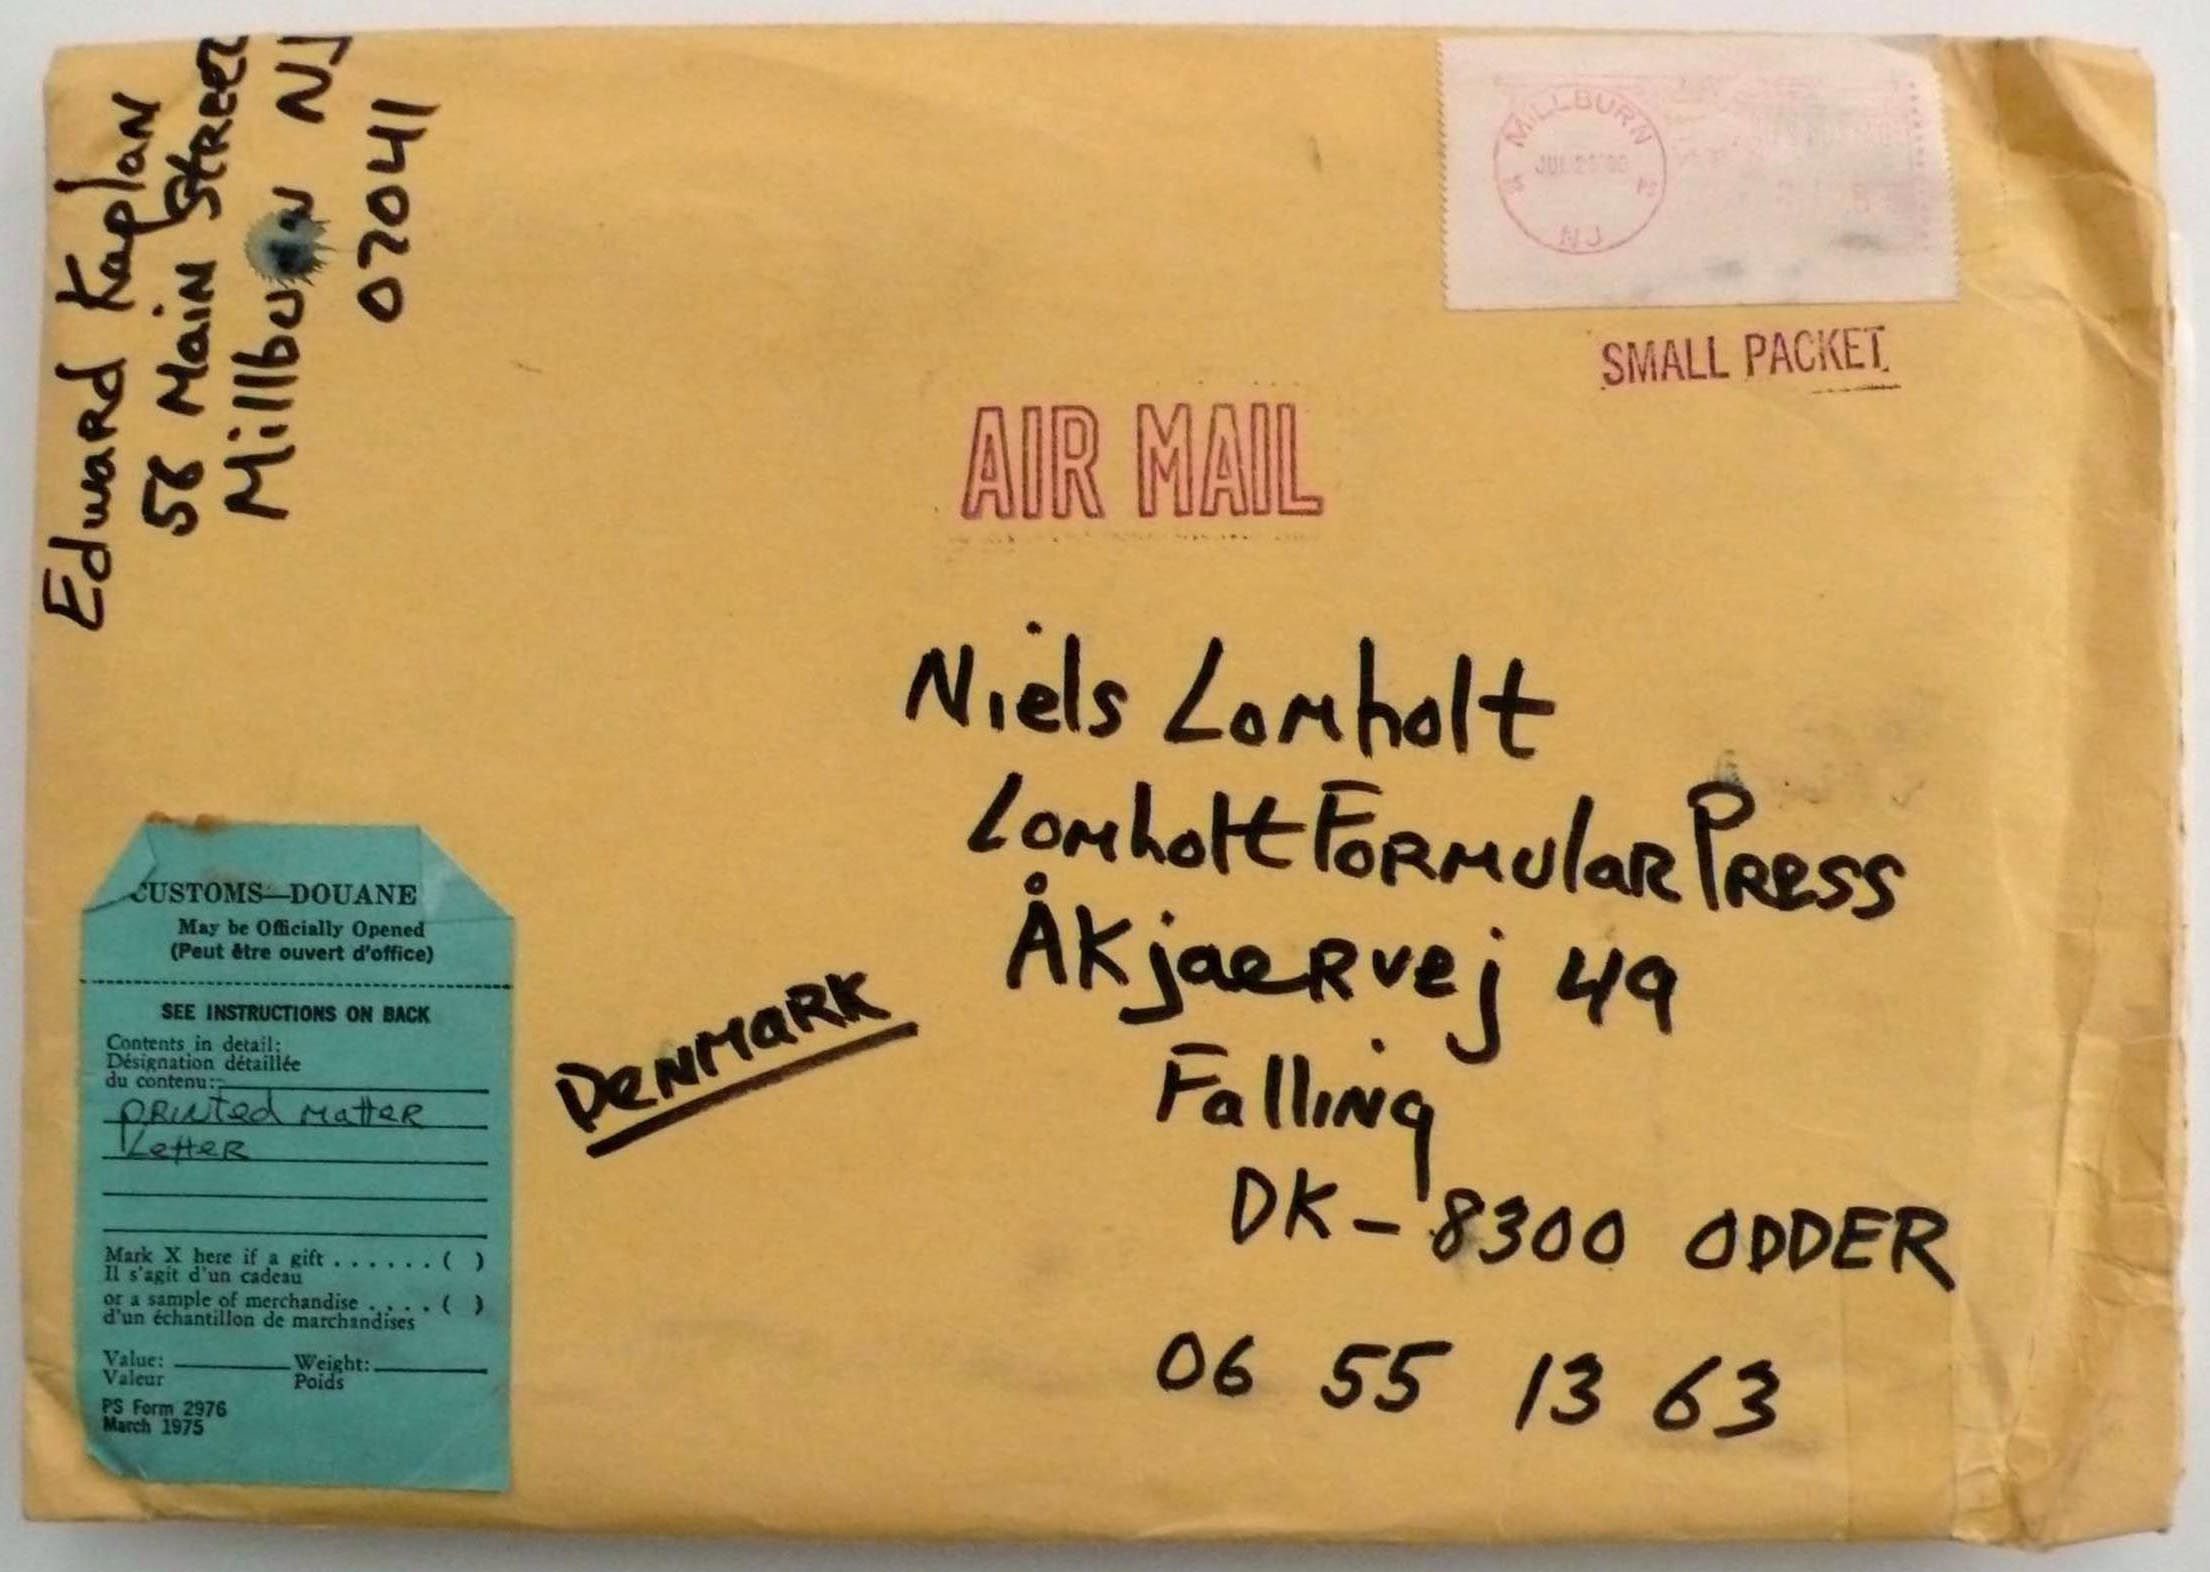 Edward Kaplan
58 Main Street
Millburn NJ
07041
MILLBURN
NJ
SMALL PACKET
AIR MAIL
Niels Lomholt
Lomholt Formular Press
Åkjaervej 49
Falling
DK-8300 ODDER
06 55 13 63
DENMARK
CUSTOMS—DOUANE
May be Officially Opened
(Peut être ouvert d'office)
SEE INSTRUCTIONS ON BACK
Contents in detail:
Désignation détaillée
du contenu:
printed matter
Letter
Mark X here if a gift ...... ( )
Il s'agit d'un cadeau
or a sample of merchandise .... ( )
d'un échantillon de marchandises
Value: Weight:
Valeur Poids
PS Form 2976
March 1975